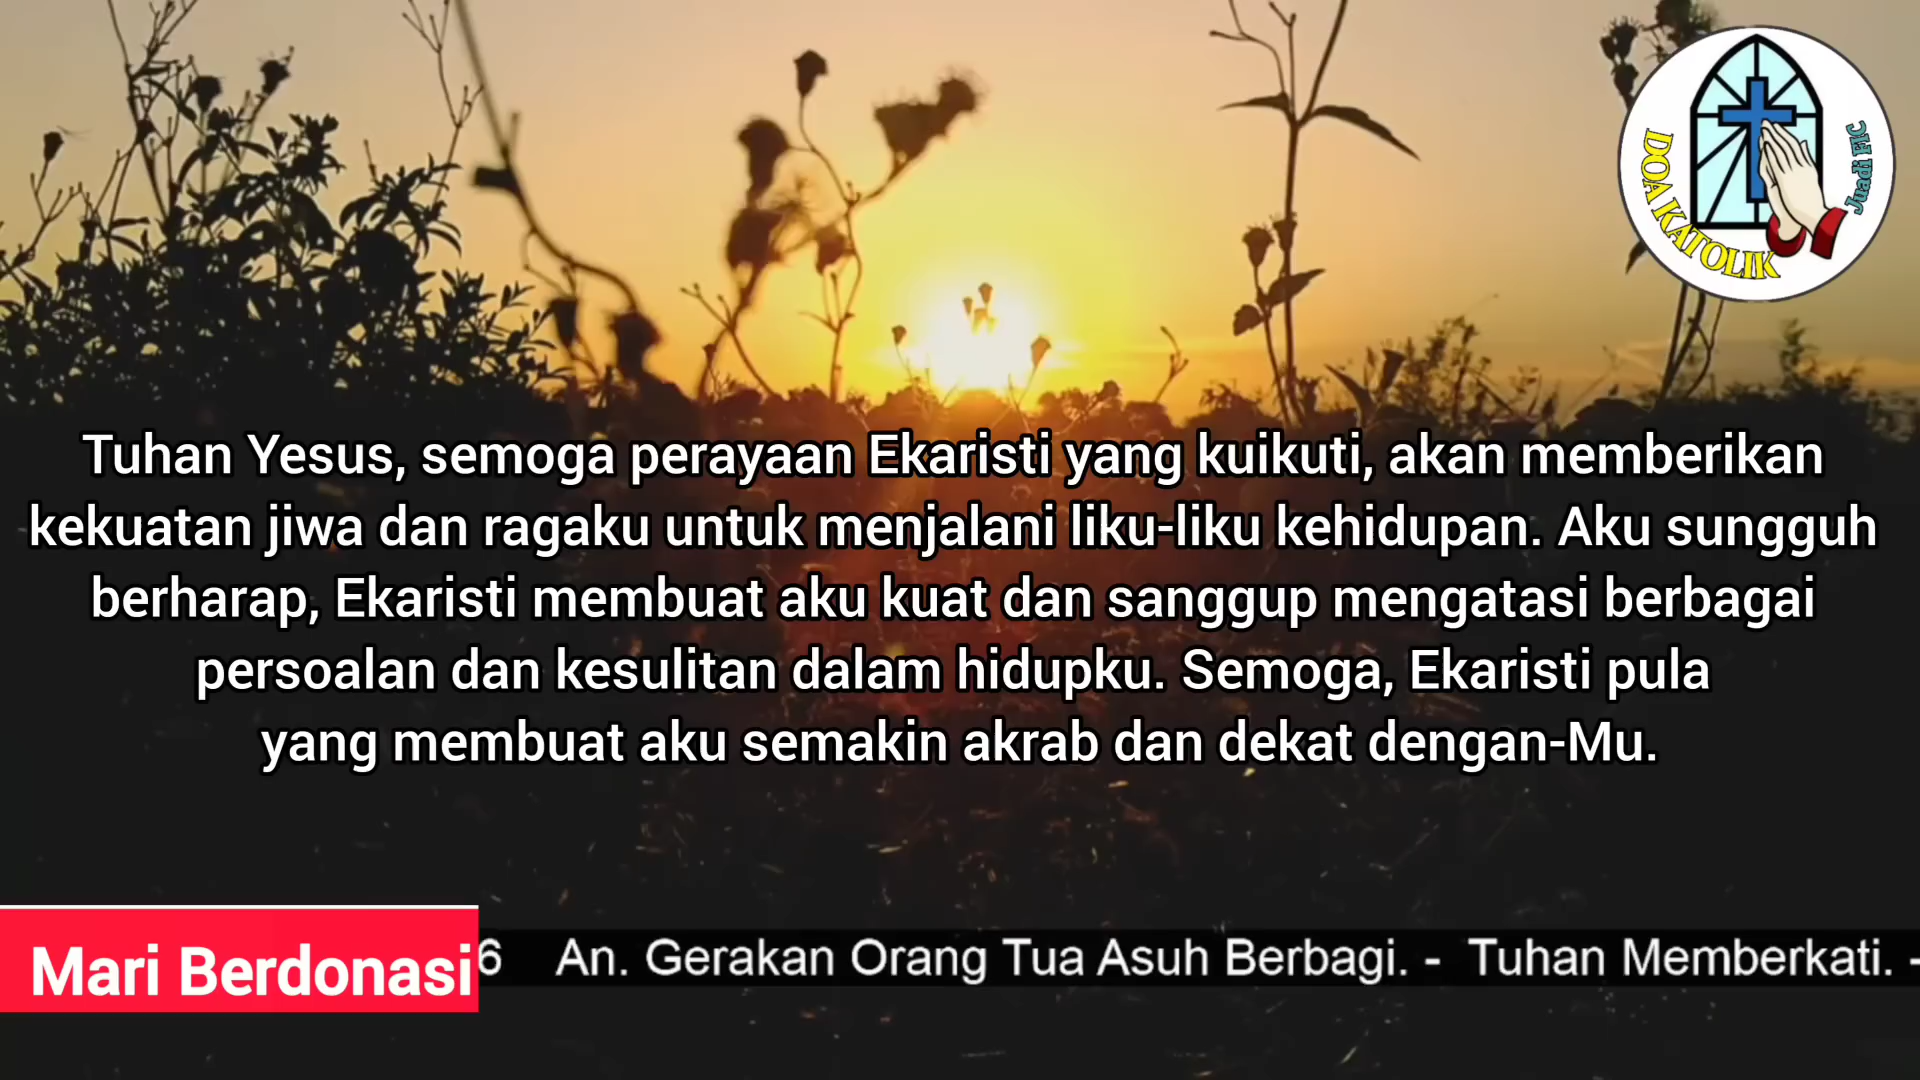 DOA KATOLIK
Juadi FIC
Tuhan Yesus, semoga perayaan Ekaristi yang kuikuti, akan memberikan
kekuatan jiwa dan ragaku untuk menjalani liku-liku kehidupan. Aku sungguh
berharap, Ekaristi membuat aku kuat dan sanggup mengatasi berbagai
persoalan dan kesulitan dalam hidupku. Semoga, Ekaristi pula
yang membuat aku semakin akrab dan dekat dengan-Mu.
Mari Berdonasi
6 An. Gerakan Orang Tua Asuh Berbagi. - Tuhan Memberkati. -